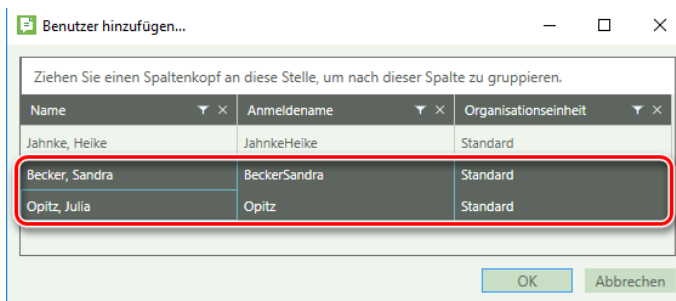 Benutzer hinzufügen...
Ziehen Sie einen Spaltenkopf an diese Stelle, um nach dieser Spalte zu gruppieren.
Name Anmeldename Organisationseinheit
Jahnke, Heike JahnkeHeike Standard
Becker, Sandra BeckerSandra Standard
Opitz, Julia Opitz Standard
OK Abbrechen